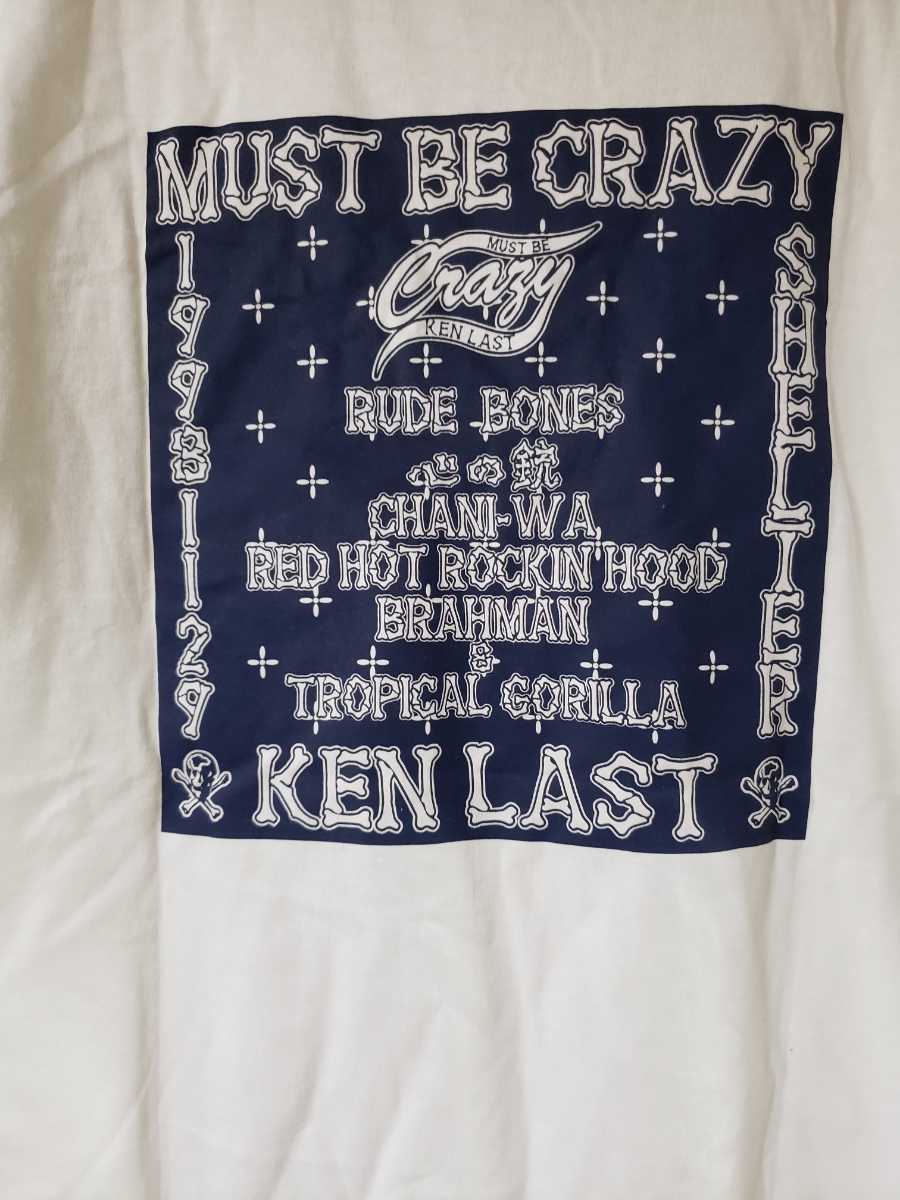 MUST BE CRAZY
1998 11 29
MUST BE
Crazy
KEN LAST
RUDE BONES
の銃
CHANI-WA
RED HOT ROCKIN' HOOD
BRAHMAN
&
TROPICAL GORILLA
SHELTER
KEN LAST